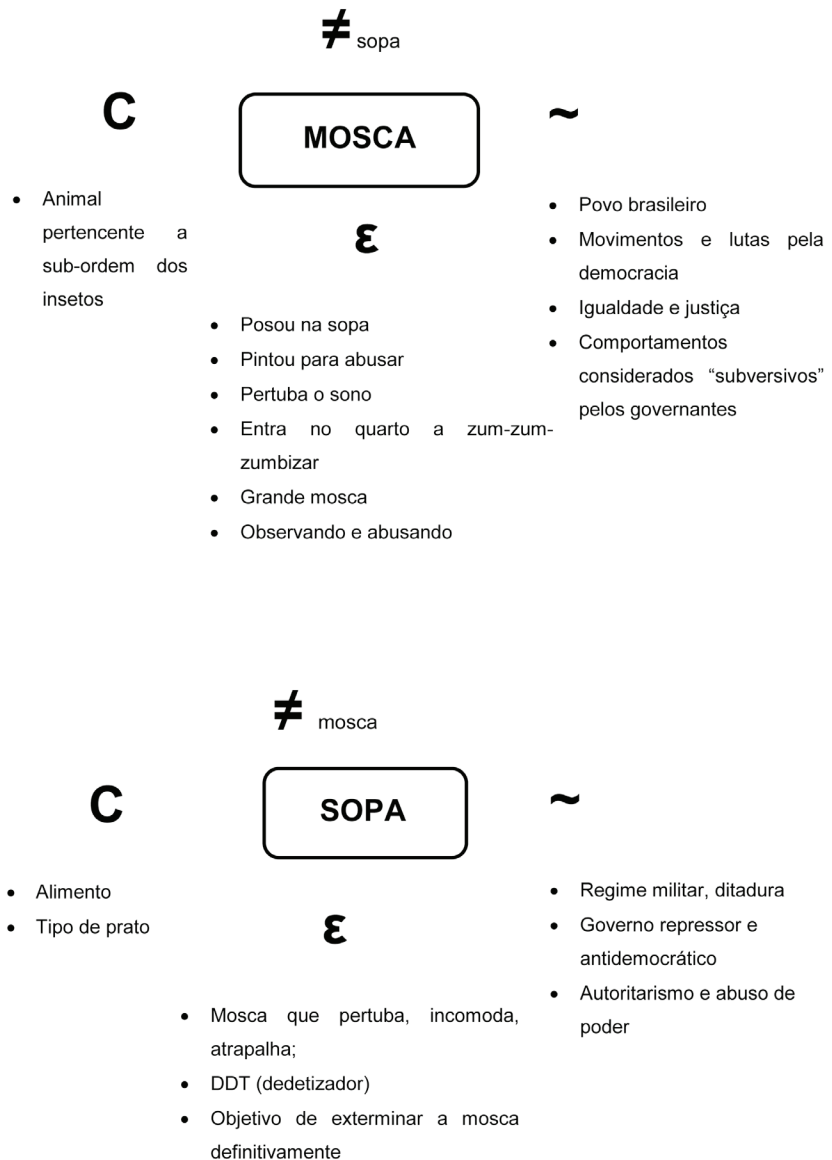 ≠ sopa
C
MOSCA
~
• Animal
pertencente a
sub-ordem dos
insetos
ε
• Posou na sopa
• Pintou para abusar
• Pertuba o sono
• Entra no quarto a zum-zum-
zumbizar
• Grande mosca
• Observando e abusando
• Povo brasileiro
• Movimentos e lutas pela
democracia
• Igualdade e justiça
• Comportamentos
considerados “subversivos”
pelos governantes
≠ mosca
C
SOPA
~
• Alimento
• Tipo de prato
ε
• Mosca que pertuba, incomoda,
atrapalha;
• DDT (dedetizador)
• Objetivo de exterminar a mosca
definitivamente
• Regime militar, ditadura
• Governo repressor e
antidemocrático
• Autoritarismo e abuso de
poder